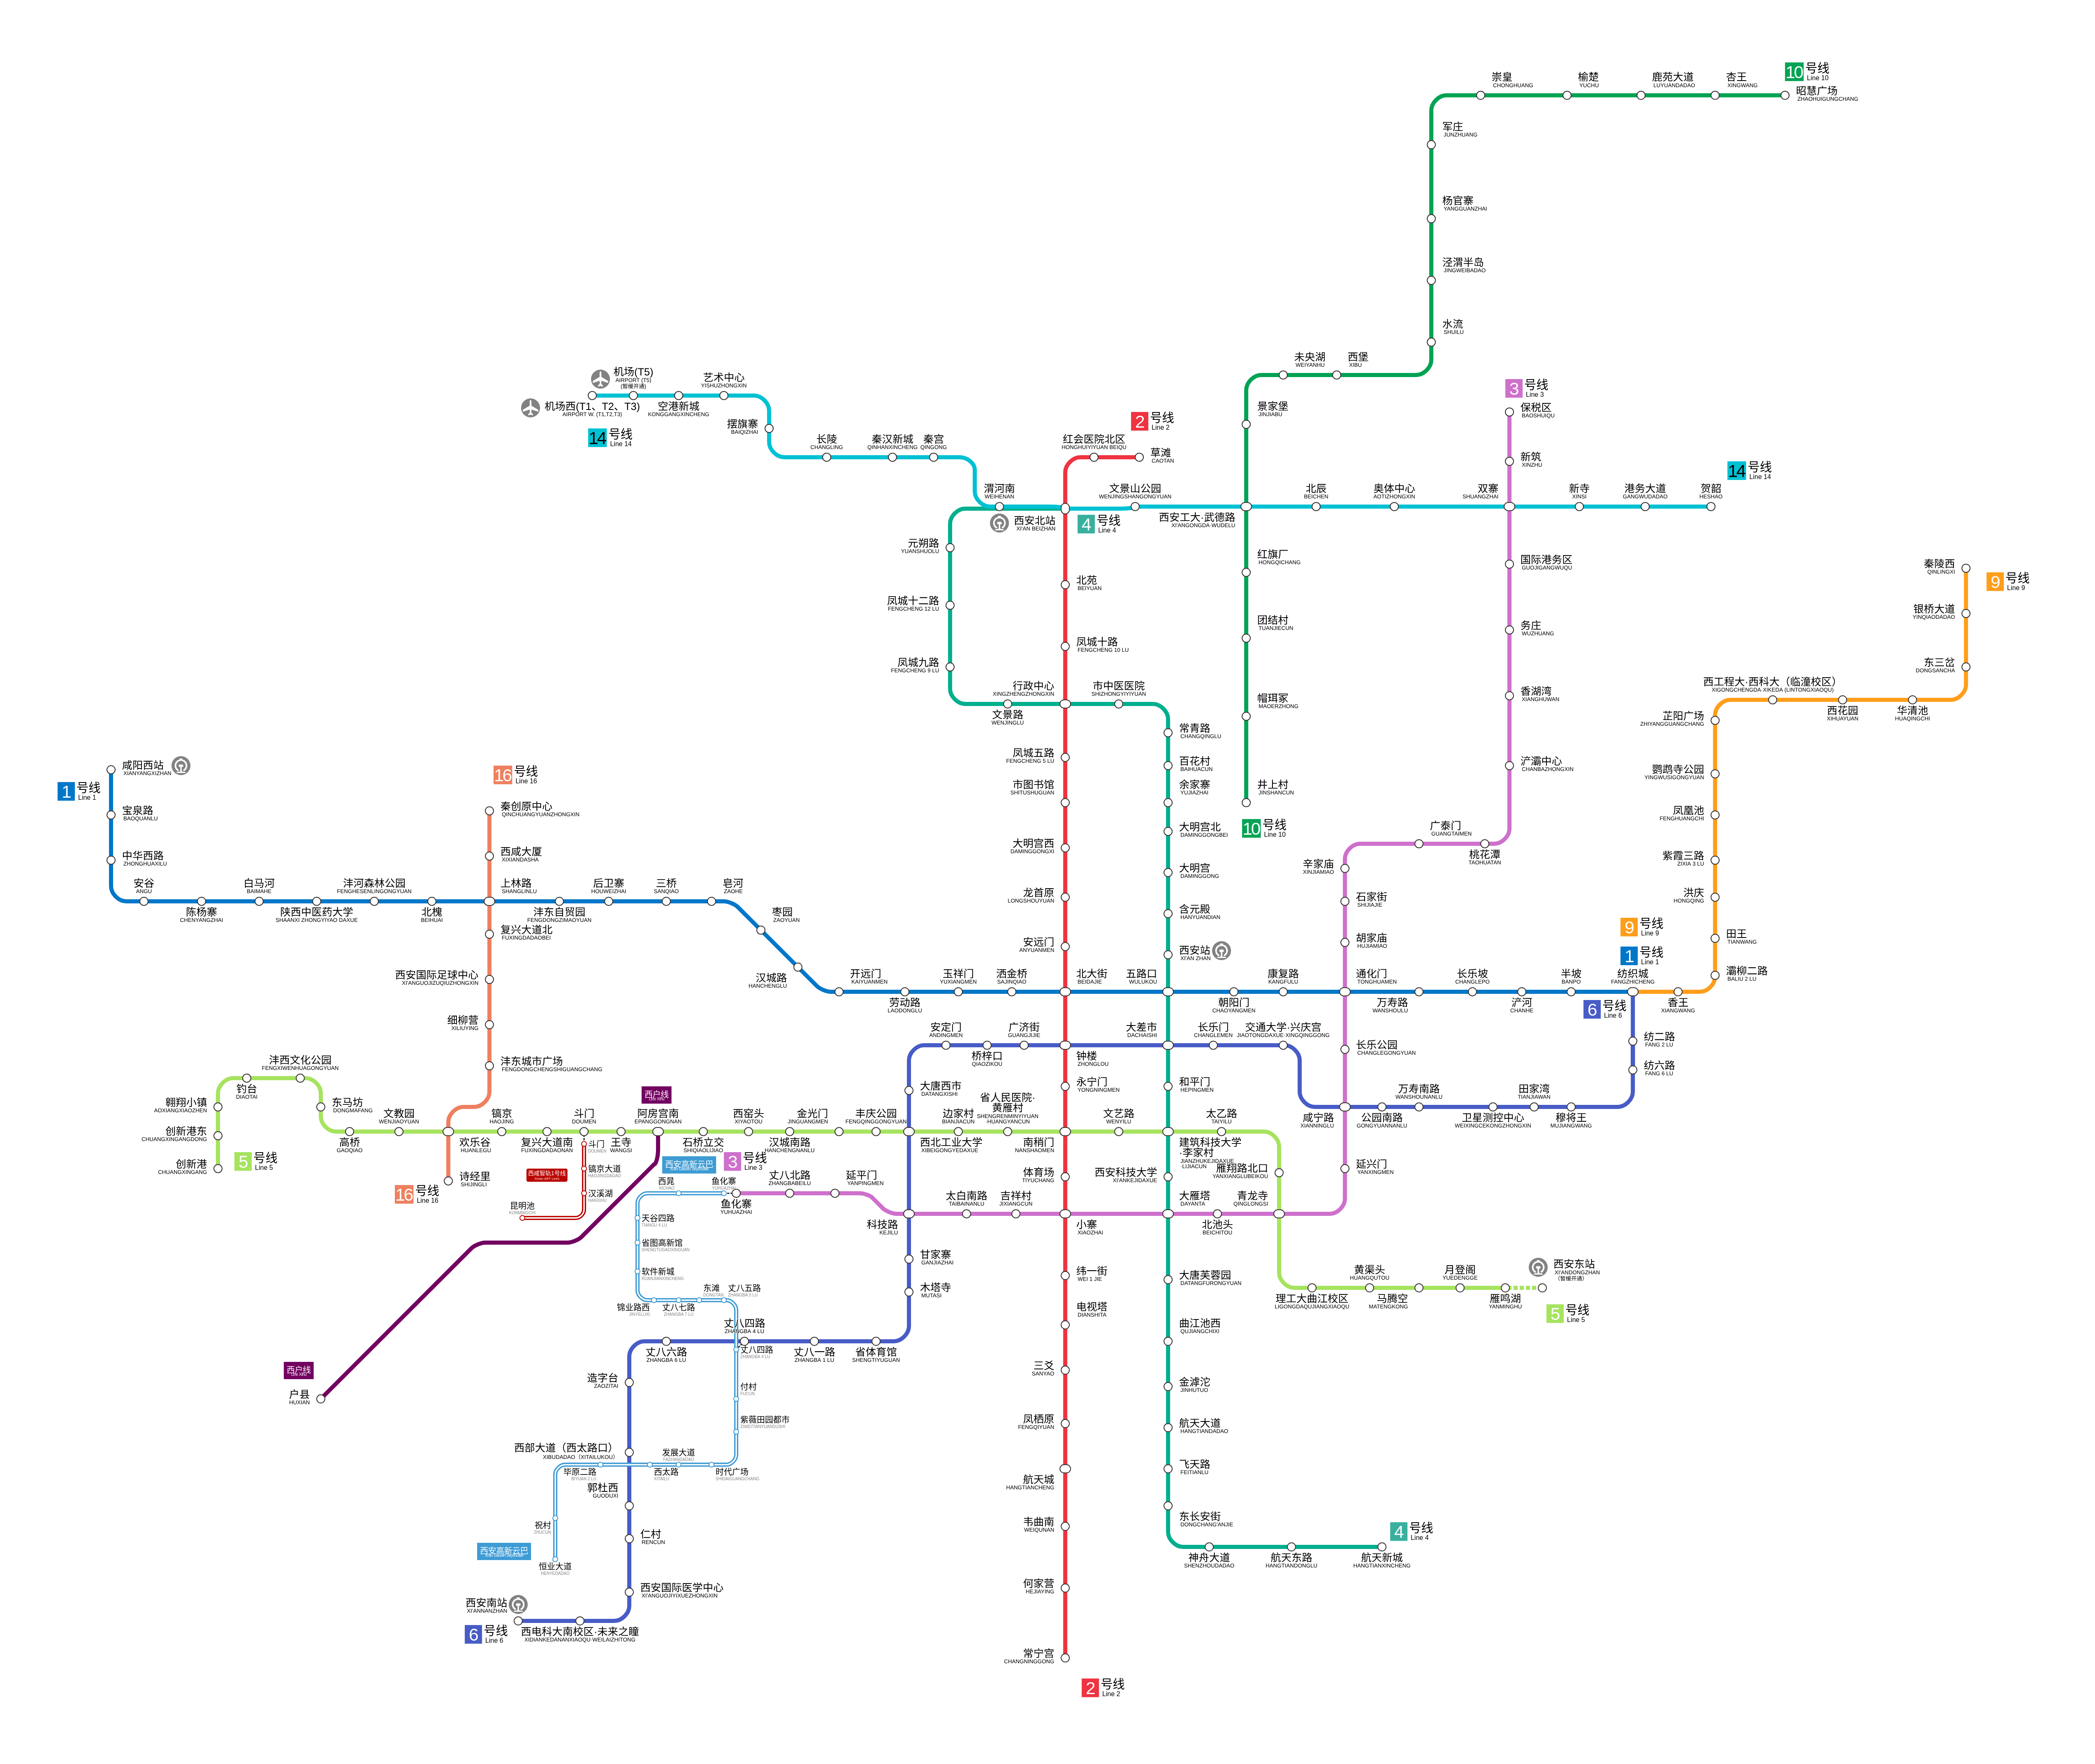 10 号线
Line 10
崇皇
CHONGHUANG
榆楚
YUCHU
鹿苑大道
LUYUANDADAO
杏王
XINGWANG
昭慧广场
ZHAOHUIGUNGCHANG
军庄
JUNZHUANG
杨官寨
YANGGUANZHAI
泾渭半岛
JINGWEIBADAO
水流
SHUILU
未央湖
WEIYANHU
西堡
XIBU
景家堡
JINJIABU
机场(T5)
AIRPORT (T5)
(暂缓开通)
机场西(T1、T2、T3)
AIRPORT W. (T1,T2,T3)
空港新城
KONGGANGXINCHENG
艺术中心
YISHUZHONGXIN
14 号线
Line 14
摆旗寨
BAIQIZHAI
长陵
CHANGLING
秦汉新城
QINHANXINCHENG
秦宫
QINGONG
2 号线
Line 2
红会医院北区
HONGHUIYIYUAN BEIQU
草滩
CAOTAN
3 号线
Line 3
保税区
BAOSHUIQU
新筑
XINZHU
14 号线
Line 14
渭河南
WEIHENAN
西安北站
XI'AN BEIZHAN
4 号线
Line 4
文景山公园
WENJINGSHANGONGYUAN
西安工大·武德路
XI'ANGONGDA·WUDELU
北辰
BEICHEN
奥体中心
AOTIZHONGXIN
双寨
SHUANGZHAI
新寺
XINSI
港务大道
GANGWUDADAO
贺韶
HESHAO
元朔路
YUANSHUOLU
凤城十二路
FENGCHENG 12 LU
凤城九路
FENGCHENG 9 LU
北苑
BEIYUAN
凤城十路
FENGCHENG 10 LU
红旗厂
HONGQICHANG
团结村
TUANJIECUN
帽珥冢
MAOERZHONG
井上村
JINSHANCUN
10 号线
Line 10
国际港务区
GUOJIGANGWUQU
务庄
WUZHUANG
香湖湾
XIANGHUWAN
浐灞中心
CHANBAZHONGXIN
秦陵西
QINLINGXI
9 号线
Line 9
银桥大道
YINQIAODADAO
东三岔
DONGSANCHA
西工程大·西科大（临潼校区）
XIGONGCHENGDA·XIKEDA (LINTONGXIAOQU)
西花园
XIHUAYUAN
华清池
HUAQINGCHI
芷阳广场
ZHIYANGGUANGCHANG
鹦鹉寺公园
YINGWUSIGONGYUAN
凤凰池
FENGHUANGCHI
紫霞三路
ZIXIA 3 LU
洪庆
HONGQING
田王
TIANWANG
灞柳二路
BALIU 2 LU
行政中心
XINGZHENGZHONGXIN
文景路
WENJINGLU
市中医医院
SHIZHONGYIYIYUAN
常青路
CHANGQINGLU
百花村
BAIHUACUN
余家寨
YUJIAZHAI
大明宫北
DAMINGGONGBEI
大明宫
DAMINGGONG
含元殿
HANYUANDIAN
西安站
XI'AN ZHAN
凤城五路
FENGCHENG 5 LU
市图书馆
SHITUSHUGUAN
大明宫西
DAMINGGONGXI
龙首原
LONGSHOUYUAN
安远门
ANYUANMEN
广泰门
GUANGTAIMEN
桃花潭
TAOHUATAN
辛家庙
XINJIAMIAO
石家街
SHIJIAJIE
胡家庙
HUJIAMIAO
咸阳西站
XIANYANGXIZHAN
1 号线
Line 1
宝泉路
BAOQUANLU
中华西路
ZHONGHUAXILU
安谷
ANGU
陈杨寨
CHENYANGZHAI
白马河
BAIMAHE
陕西中医药大学
SHAANXI ZHONGYIYAO DAXUE
沣河森林公园
FENGHESENLINGONGYUAN
北槐
BEIHUAI
16 号线
Line 16
秦创原中心
QINCHUANGYUANZHONGXIN
西咸大厦
XIXIANDASHA
上林路
SHANGLINLU
沣东自贸园
FENGDONGZIMAOYUAN
后卫寨
HOUWEIZHAI
三桥
SANQIAO
皂河
ZAOHE
枣园
ZAOYUAN
汉城路
HANCHENGLU
复兴大道北
FUXINGDADAOBEI
西安国际足球中心
XI'ANGUOJIZUQIUZHONGXIN
细柳营
XILIUYING
沣东城市广场
FENGDONGCHENGSHIGUANGCHANG
开远门
KAIYUANMEN
劳动路
LAODONGLU
玉祥门
YUXIANGMEN
洒金桥
SAJINQIAO
北大街
BEIDAJIE
五路口
WULUKOU
朝阳门
CHAOYANGMEN
康复路
KANGFULU
通化门
TONGHUAMEN
万寿路
WANSHOULU
长乐坡
CHANGLEPO
浐河
CHANHE
半坡
BANPO
纺织城
FANGZHICHENG
香王
XIANGWANG
9 号线
Line 9
1 号线
Line 1
6 号线
Line 6
纺二路
FANG 2 LU
纺六路
FANG 6 LU
安定门
ANDINGMEN
桥梓口
QIAOZIKOU
广济街
GUANGJIJIE
钟楼
ZHONGLOU
大差市
DACHAISHI
长乐门
CHANGLEMEN
交通大学·兴庆宫
JIAOTONGDAXUE·XINGQINGGONG
长乐公园
CHANGLEGONGYUAN
咸宁路
XIANNINGLU
公园南路
GONGYUANNANLU
万寿南路
WANSHOUNANLU
卫星测控中心
WEIXINGCEKONGZHONGXIN
田家湾
TIANJIAWAN
穆将王
MUJIANGWANG
延兴门
YANXINGMEN
翱翔小镇
AOXIANGXIAOZHEN
创新港东
CHUANGXINGANGDONG
创新港
CHUANGXINGANG
5 号线
Line 5
钓台
DIAOTAI
沣西文化公园
FENGXIWENHUAGONGYUAN
东马坊
DONGMAFANG
高桥
GAOQIAO
文教园
WENJIAOYUAN
欢乐谷
HUANLEGU
镐京
HAOJING
复兴大道南
FUXINGDADAONAN
斗门
DOUMEN
王寺
WANGSI
西户线
阿房宫南
EPANGGONGNAN
石桥立交
SHIQIAOLIJIAO
西窑头
XIYAOTOU
汉城南路
HANCHENGNANLU
金光门
JINGUANGMEN
丰庆公园
FENGQINGGONGYUAN
大唐西市
DATANGXISHI
西北工业大学
XIBEIGONGYEDAXUE
边家村
BIANJIACUN
省人民医院·
黄雁村
SHENGRENMINYIYUAN
·HUANGYANCUN
永宁门
YONGNINGMEN
和平门
HEPINGMEN
南稍门
NANSHAOMEN
文艺路
WENYILU
太乙路
TAIYILU
建筑科技大学
·李家村
JIANZHUKEJIDAXUE
·LIJIACUN
雁翔路北口
YANXIANGLUBEIKOU
诗经里
SHIJINGLI
16 号线
Line 16
斗门
DOUMEN
镐京大道
汉溪湖
昆明池
西咸智轨1号线
西安高新云巴
3 号线
Line 3
西晁
鱼化寨
鱼化寨
YUHUAZHAI
丈八北路
ZHANGBABEILU
延平门
YANPINGMEN
科技路
KEJILU
太白南路
TAIBAINANLU
吉祥村
JIXIANGCUN
体育场
TIYUCHANG
小寨
XIAOZHAI
西安科技大学
XI'ANKEJIDAXUE
大雁塔
DAYANTA
北池头
BEICHITOU
青龙寺
QINGLONGSI
天谷四路
省图高新馆
软件新城
锦业路西
丈八七路
东滩
丈八五路
甘家寨
GANJIAZHAI
木塔寺
MUTASI
丈八四路
ZHANGBA 4 LU
丈八六路
ZHANGBA 6 LU
丈八一路
ZHANGBA 1 LU
省体育馆
SHENGTIYUGUAN
丈八四路
付村
紫薇田园都市
造字台
ZAOZITAI
西户线
户县
HUXIAN
西部大道（西太路口）
XIBUDADAO（XITAILUKOU）
毕原二路
西太路
发展大道
时代广场
郭杜西
GUODUXI
仁村
RENCUN
祝村
恒业大道
西安高新云巴
西安国际医学中心
XI'ANGUOJIYIXUEZHONGXIN
西安南站
XI'ANNANZHAN
6 号线
Line 6
西电科大南校区·未来之瞳
XIDIANKEDANANXIAOQU·WEILAIZHITONG
纬一街
WEI 1 JIE
电视塔
DIANSHITA
三爻
SANYAO
凤栖原
FENGQIYUAN
航天城
HANGTIANCHENG
韦曲南
WEIQUNAN
何家营
HEJIAYING
常宁宫
CHANGNINGGONG
2 号线
Line 2
大唐芙蓉园
DATANGFURONGYUAN
曲江池西
QUJIANGCHIXI
金滹沱
JINHUTUO
航天大道
HANGTIANDADAO
飞天路
FEITIANLU
东长安街
DONGCHANG'ANJIE
神舟大道
SHENZHOUDADAO
航天东路
HANGTIANDONGLU
航天新城
HANGTIANXINCHENG
4 号线
Line 4
理工大曲江校区
LIGONGDAQUJIANGXIAOQU
黄渠头
HUANGQUTOU
马腾空
MATENGKONG
月登阁
YUEDENGGE
雁鸣湖
YANMINGHU
西安东站
XI'ANDONGZHAN
(暂缓开通)
5 号线
Line 5